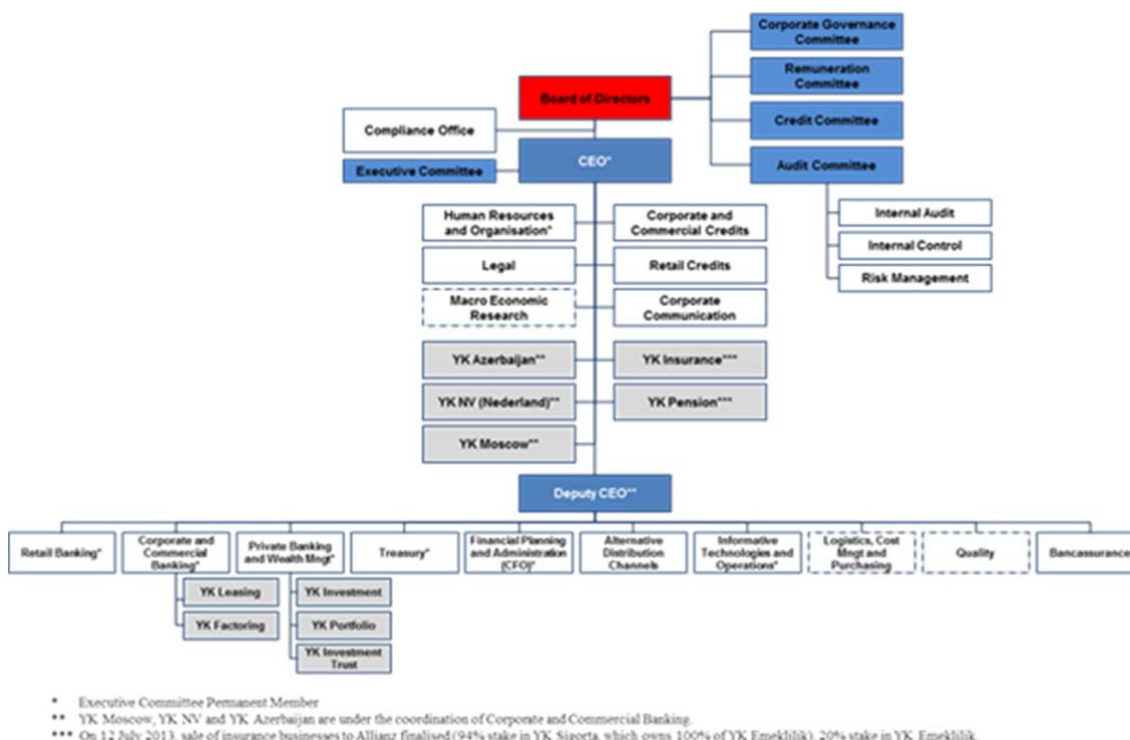 Corporate Governance
Committee
Remuneration
Committee
Board of Directors
Credit Committee
Compliance Office
CEO*
Executive Committee
Audit Committee
Internal Audit
Internal Control
Risk Management
Human Resources
and Organisation*
Corporate and
Commercial Credits
Legal
Retail Credits
Macro Economic
Research
Corporate
Communication
YK Azerbaijan**
YK Insurance***
YK NV (Nederland)**
YK Pension***
YK Moscow**
Deputy CEO**
Retail Banking*
Corporate and
Commercial
Banking*
Private Banking
and Wealth Mngt*
Treasury*
Financial Planning
and Administration
(CFO)*
Alternative
Distribution
Channels
Informative
Technologies and
Operations*
Logistics, Cost
Mngt and
Purchasing
Quality
Bancassurance
YK Leasing
YK Factoring
YK Investment
YK Portfolio
YK Investment
Trust
* Executive Committee Permanent Member
** YK Moscow, YK NV and YK Azerbaijan are under the coordination of Corporate and Commercial Banking.
*** On 12 July 2013, sale of insurance businesses to Allianz finalised (94% stake in YK Sigorta, which owns 100% of YK Emeklilik). 20% stake in YK Emeklilik